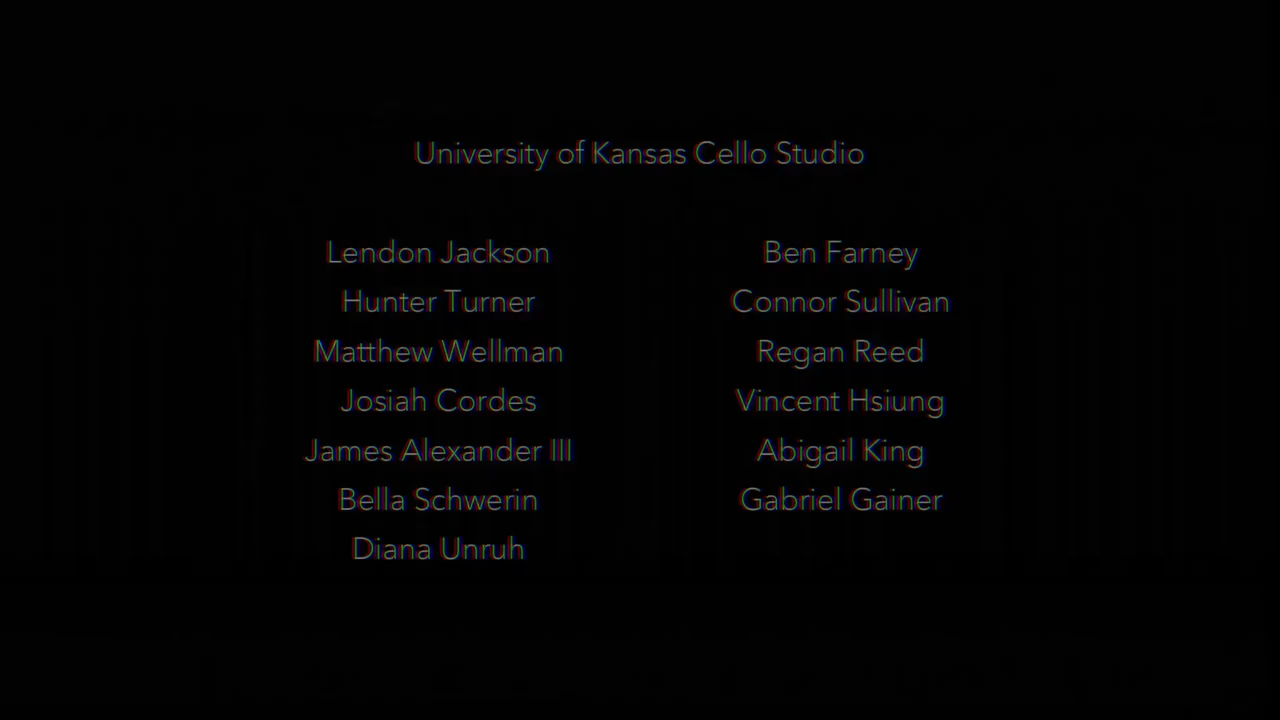 University of Kansas Cello Studio
Lendon Jackson
Hunter Turner
Matthew Wellman
Josiah Cordes
James Alexander III
Bella Schwerin
Diana Unruh
Ben Farney
Connor Sullivan
Regan Reed
Vincent Hsiung
Abigail King
Gabriel Gainer